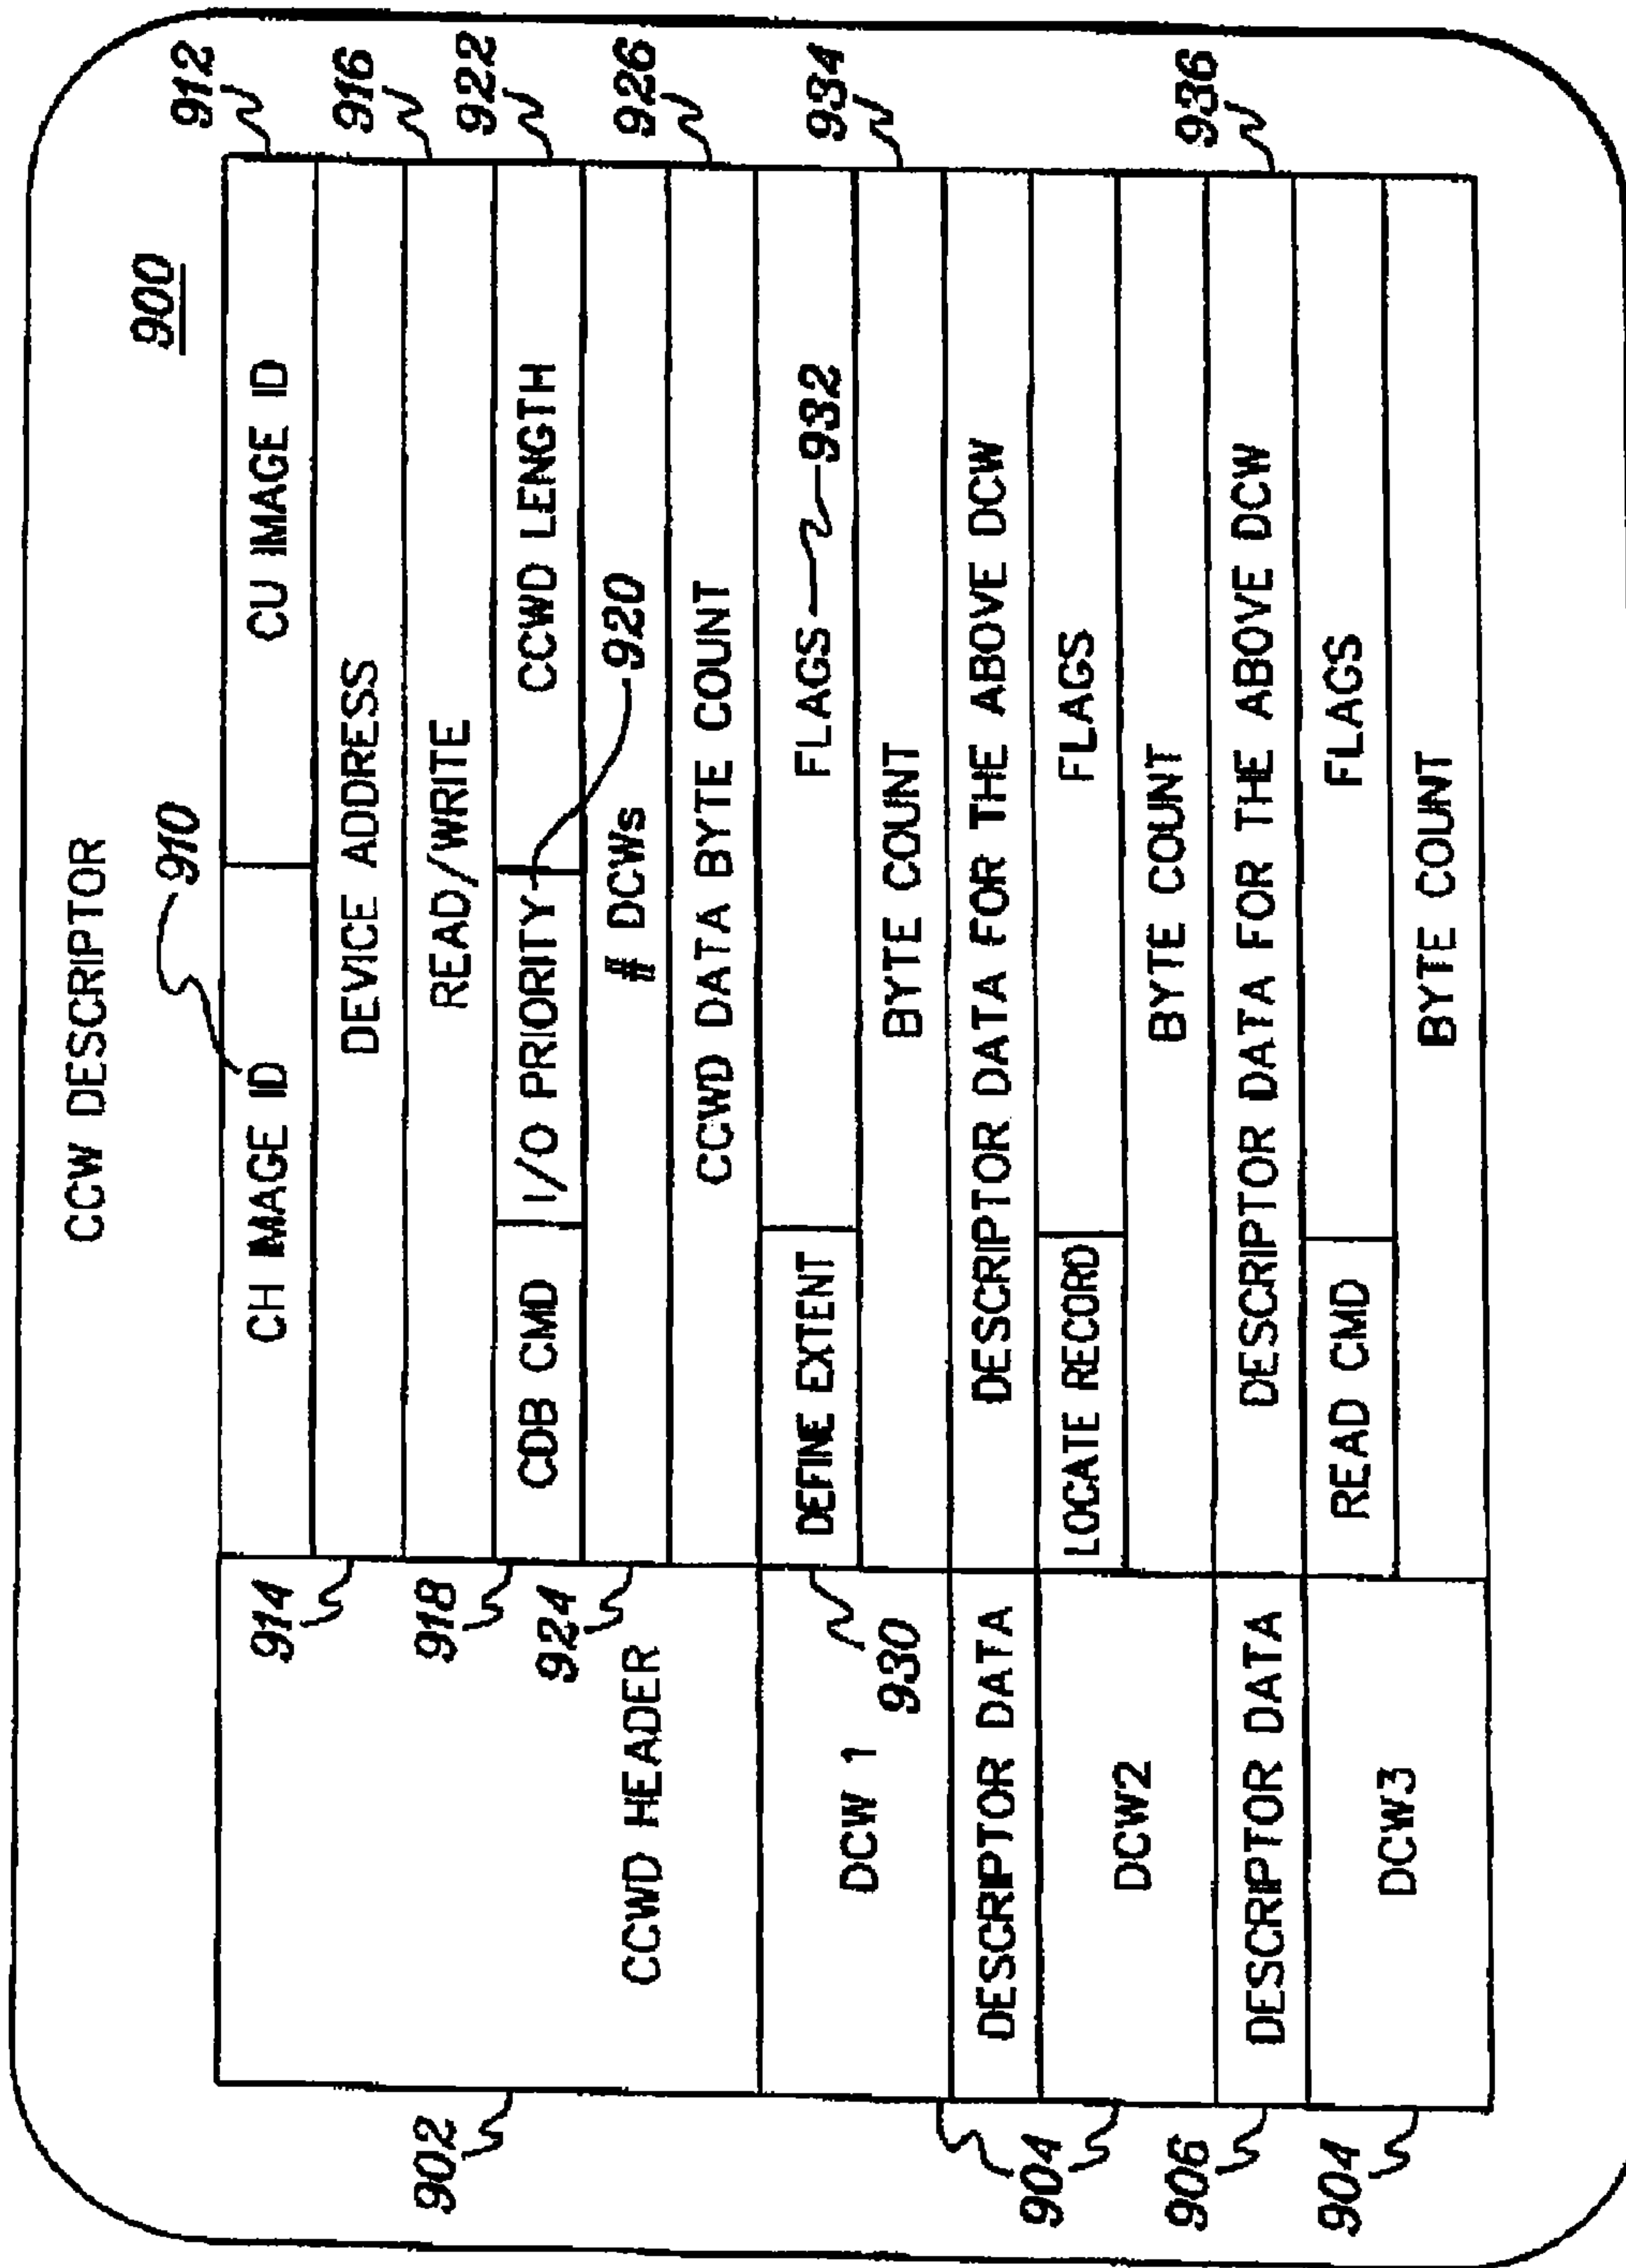 CCW DESCRIPTOR
900
910
912
CH IMAGE ID
CU IMAGE ID
914
DEVICE ADDRESS
916
READ/WRITE
918
CDB CMD
I/O PRIORITY
CCWD LENGTH
922
920
924
# DCWs
902
CCWD HEADER
CCWD DATA BYTE COUNT
926
DCW 1
930
DEFINE EXTENT
FLAGS
932
BYTE COUNT
934
904
DESCRIPTOR DATA
DESCRIPTOR DATA FOR THE ABOVE DCW
DCW2
LOCATE RECORD
FLAGS
BYTE COUNT
906
DESCRIPTOR DATA
DESCRIPTOR DATA FOR THE ABOVE DCW
936
904
DCW3
READ CMD
FLAGS
BYTE COUNT